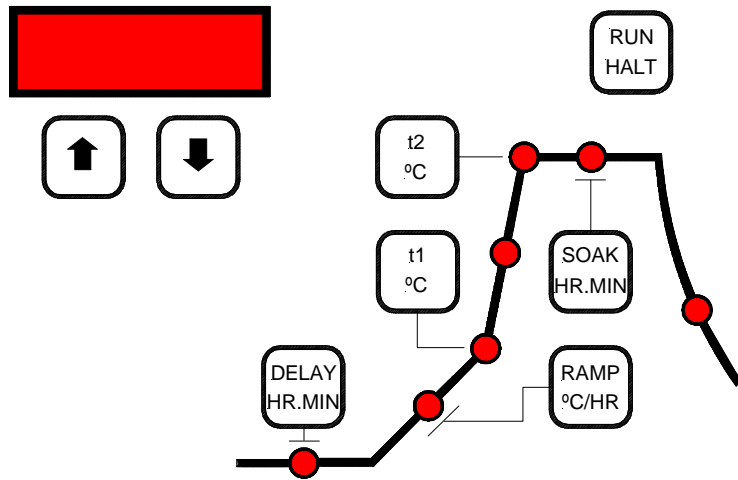 RUN
HALT
t2
ºC
t1
ºC
SOAK
HR.MIN
DELAY
HR.MIN
RAMP
ºC/HR